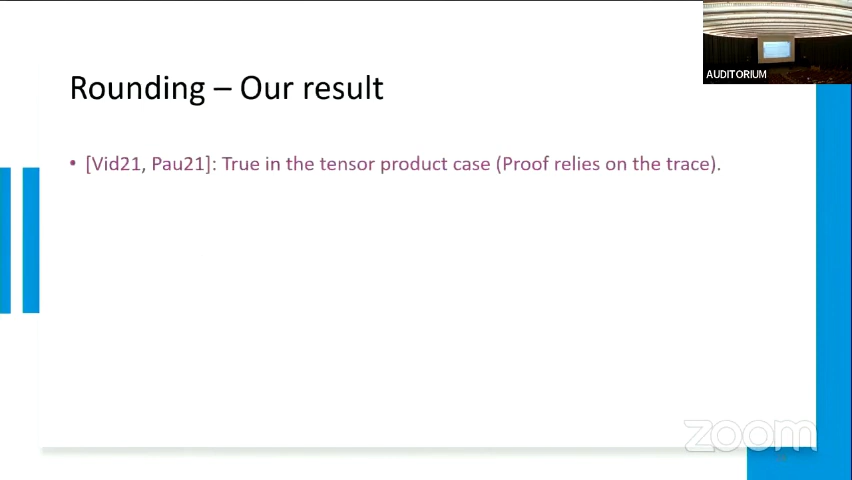 AUDITORIUM
Rounding – Our result
• [Vid21, Pau21]: True in the tensor product case (Proof relies on the trace).
zoom